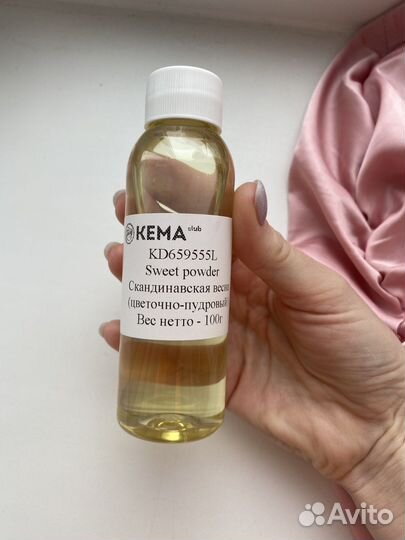 KEMA club
KD659555L
Sweet powder
Скандинавская весна
(цветочно-пудровый)
Вес нетто - 100г
Avito